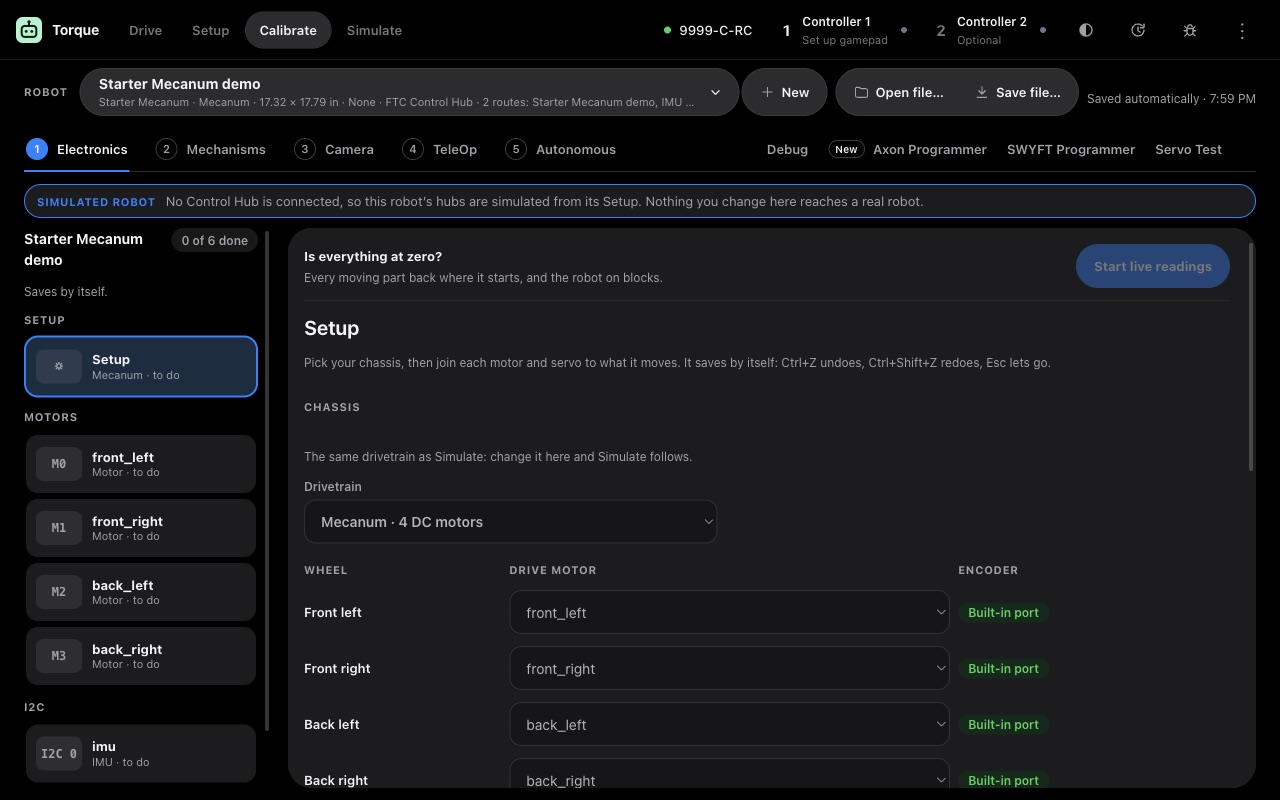 Torque
Drive
Setup
Calibrate
Simulate
9999-C-RC
1
Controller 1
Set up gamepad
2
Controller 2
Optional
ROBOT
Starter Mecanum demo
Starter Mecanum · Mecanum · 17.32 × 17.79 in · None · FTC Control Hub · 2 routes: Starter Mecanum demo, IMU ...
New
Open file...
Save file...
Saved automatically · 7:59 PM
1 Electronics
2 Mechanisms
3 Camera
4 TeleOp
5 Autonomous
Debug
New Axon Programmer
SWYFT Programmer
Servo Test
SIMULATED ROBOT No Control Hub is connected, so this robot's hubs are simulated from its Setup. Nothing you change here reaches a real robot.
Starter Mecanum
demo
0 of 6 done
Saves by itself.
SETUP
Setup
Mecanum · to do
MOTORS
M0
front_left
Motor · to do
M1
front_right
Motor · to do
M2
back_left
Motor · to do
M3
back_right
Motor · to do
I2C
I2C 0
imu
IMU · to do
Is everything at zero?
Every moving part back where it starts, and the robot on blocks.
Start live readings
Setup
Pick your chassis, then join each motor and servo to what it moves. It saves by itself: Ctrl+Z undoes, Ctrl+Shift+Z redoes, Esc lets go.
CHASSIS
The same drivetrain as Simulate: change it here and Simulate follows.
Drivetrain
Mecanum · 4 DC motors
WHEEL DRIVE MOTOR ENCODER
Front left front_left Built-in port
Front right front_right Built-in port
Back left back_left Built-in port
Back right back_right Built-in port